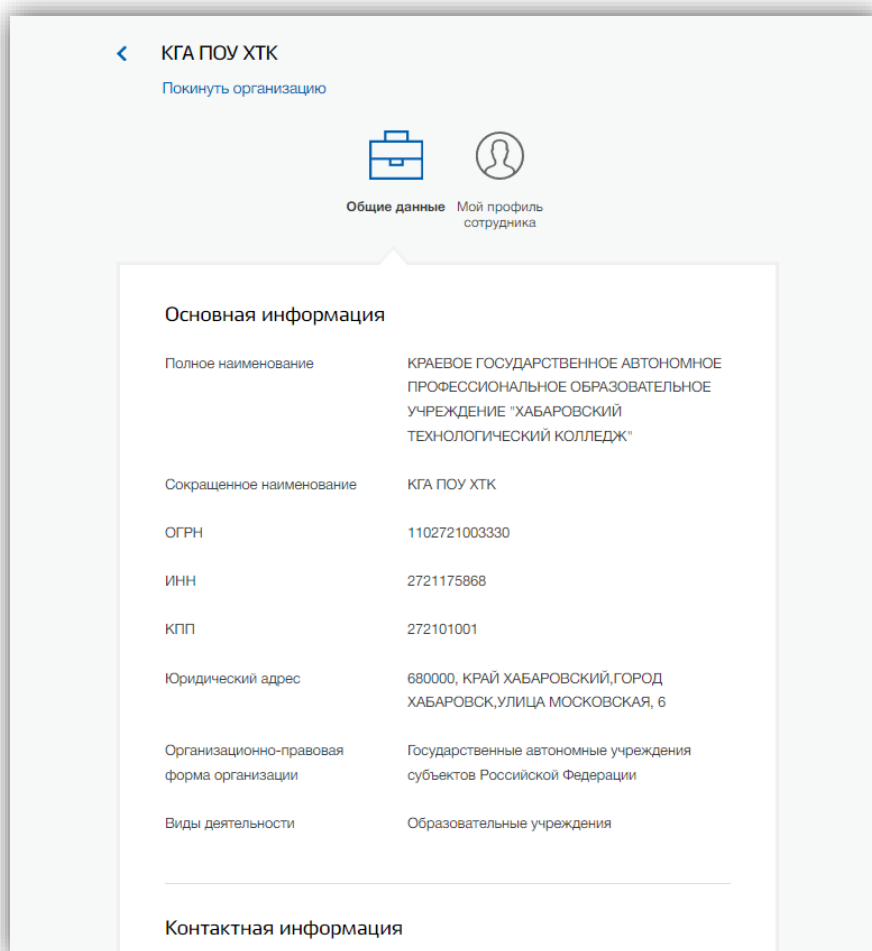 КГА ПОУ ХТК
Покинуть организацию
Общие данные
Мой профиль
сотрудника
Основная информация
Полное наименование
КРАЕВОЕ ГОСУДАРСТВЕННОЕ АВТОНОМНОЕ
ПРОФЕССИОНАЛЬНОЕ ОБРАЗОВАТЕЛЬНОЕ
УЧРЕЖДЕНИЕ "ХАБАРОВСКИЙ
ТЕХНОЛОГИЧЕСКИЙ КОЛЛЕДЖ"
Сокращенное наименование
КГА ПОУ ХТК
ОГРН
1102721003330
ИНН
2721175868
КПП
272101001
Юридический адрес
680000, КРАЙ ХАБАРОВСКИЙ,ГОРОД
ХАБАРОВСК,УЛИЦА МОСКОВСКАЯ, 6
Организационно-правовая
форма организации
Государственные автономные учреждения
субъектов Российской Федерации
Виды деятельности
Образовательные учреждения
Контактная информация